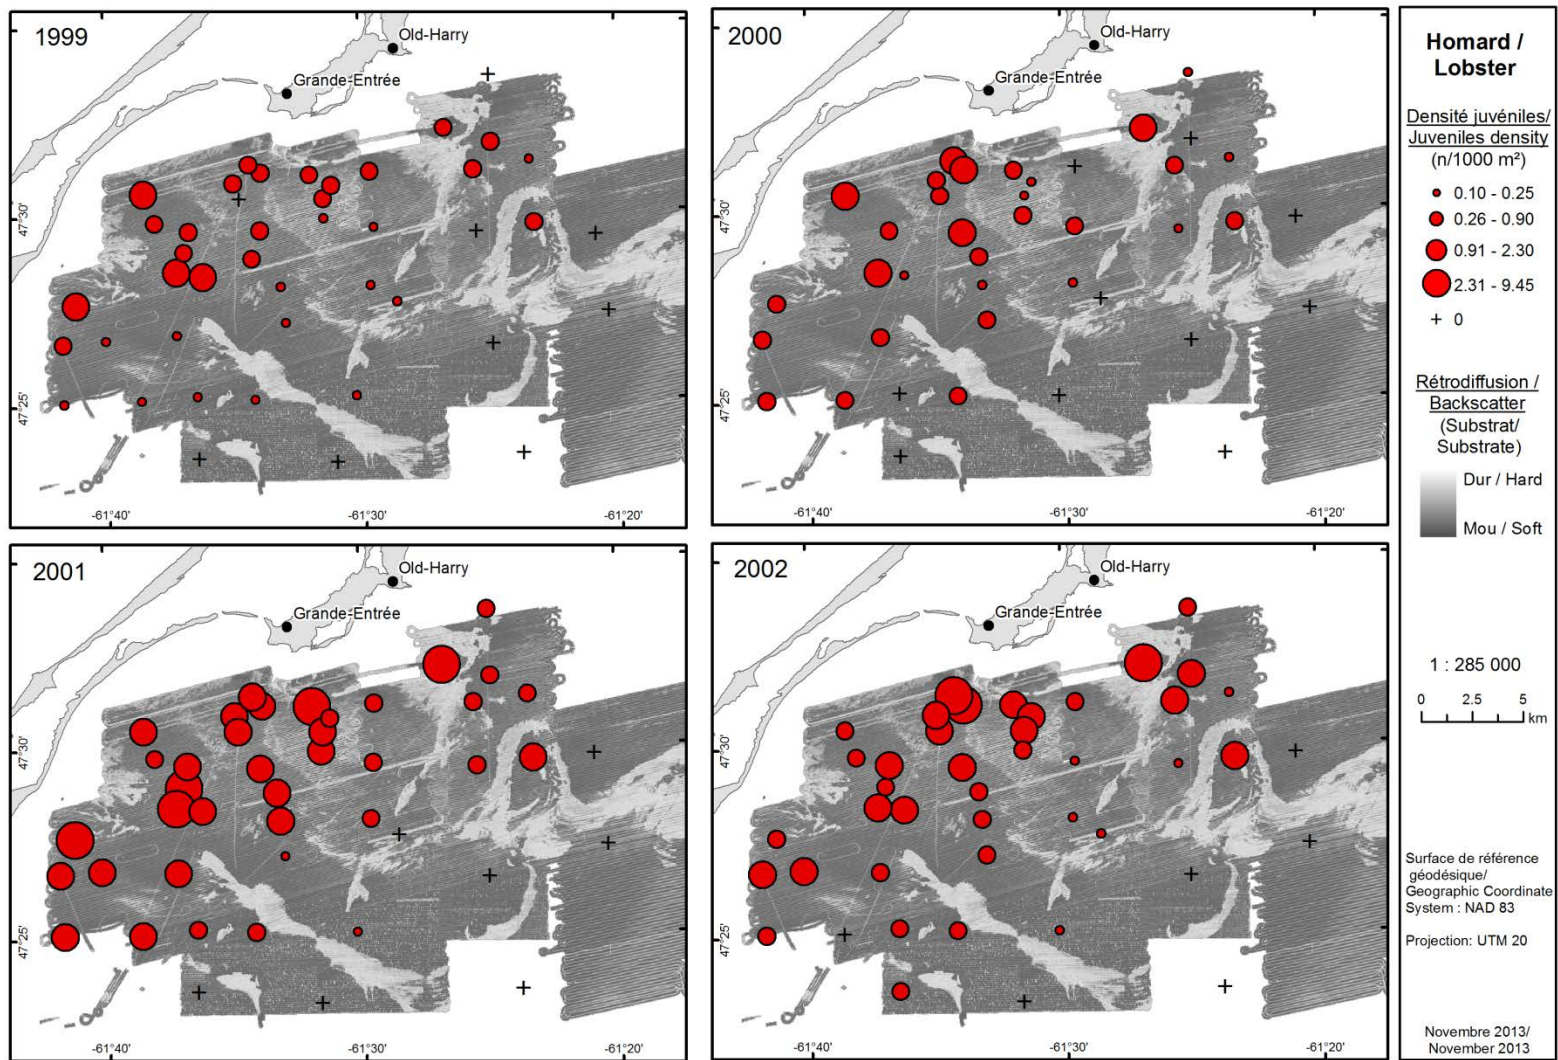 1999
Old-Harry
Grande-Entrée
47°30'
47°25'
-61°40'
-61°30'
-61°20'
2000
Old-Harry
Grande-Entrée
47°30'
47°25'
-61°40'
-61°30'
-61°20'
2001
Old-Harry
Grande-Entrée
47°30'
47°25'
-61°40'
-61°30'
-61°20'
2002
Old-Harry
Grande-Entrée
47°30'
47°25'
-61°40'
-61°30'
-61°20'
Homard /
Lobster
Densité juvéniles/
Juveniles density
(n/1000 m²)
0.10 - 0.25
0.26 - 0.90
0.91 - 2.30
2.31 - 9.45
0
Rétrodiffusion /
Backscatter
(Substrat/
Substrate)
Dur / Hard
Mou / Soft
1 : 285 000
0 2.5 5
km
Surface de référence
géodésique/
Geographic Coordinate
System : NAD 83
Projection: UTM 20
Novembre 2013/
November 2013